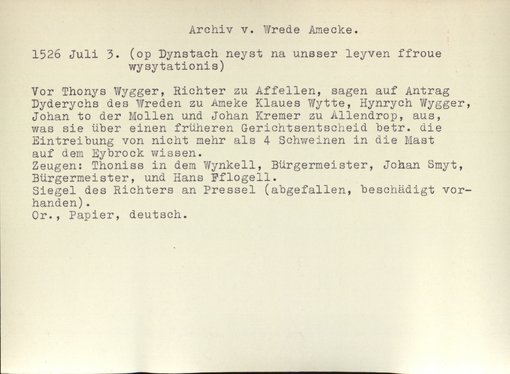 Archiv v. Wrede Amecke.
1526 Juli 3. (op Dynstach neyst na unsser leyven ffroue
wysytationis)
Vor Thonys Wygger, Richter zu Affellen, sagen auf Antrag
Dyderychs des Wreden zu Ameke Klaues Wytte, Hynrych Wygger,
Johan to der Mollen und Johan Kremer zu Allendrop, aus,
was sie über einen früheren Gerichtsentscheid betr. die
Eintreibung von nicht mehr als 4 Schweinen in die Mast
auf dem Eybrock wissen.
Zeugen: Thoniss in dem Wynkell, Bürgermeister, Johan Smyt,
Bürgermeister, und Hans Fflogell.
Siegel des Richters an Pressel (abgefallen, beschädigt vor-
handen).
Or., Papier, deutsch.